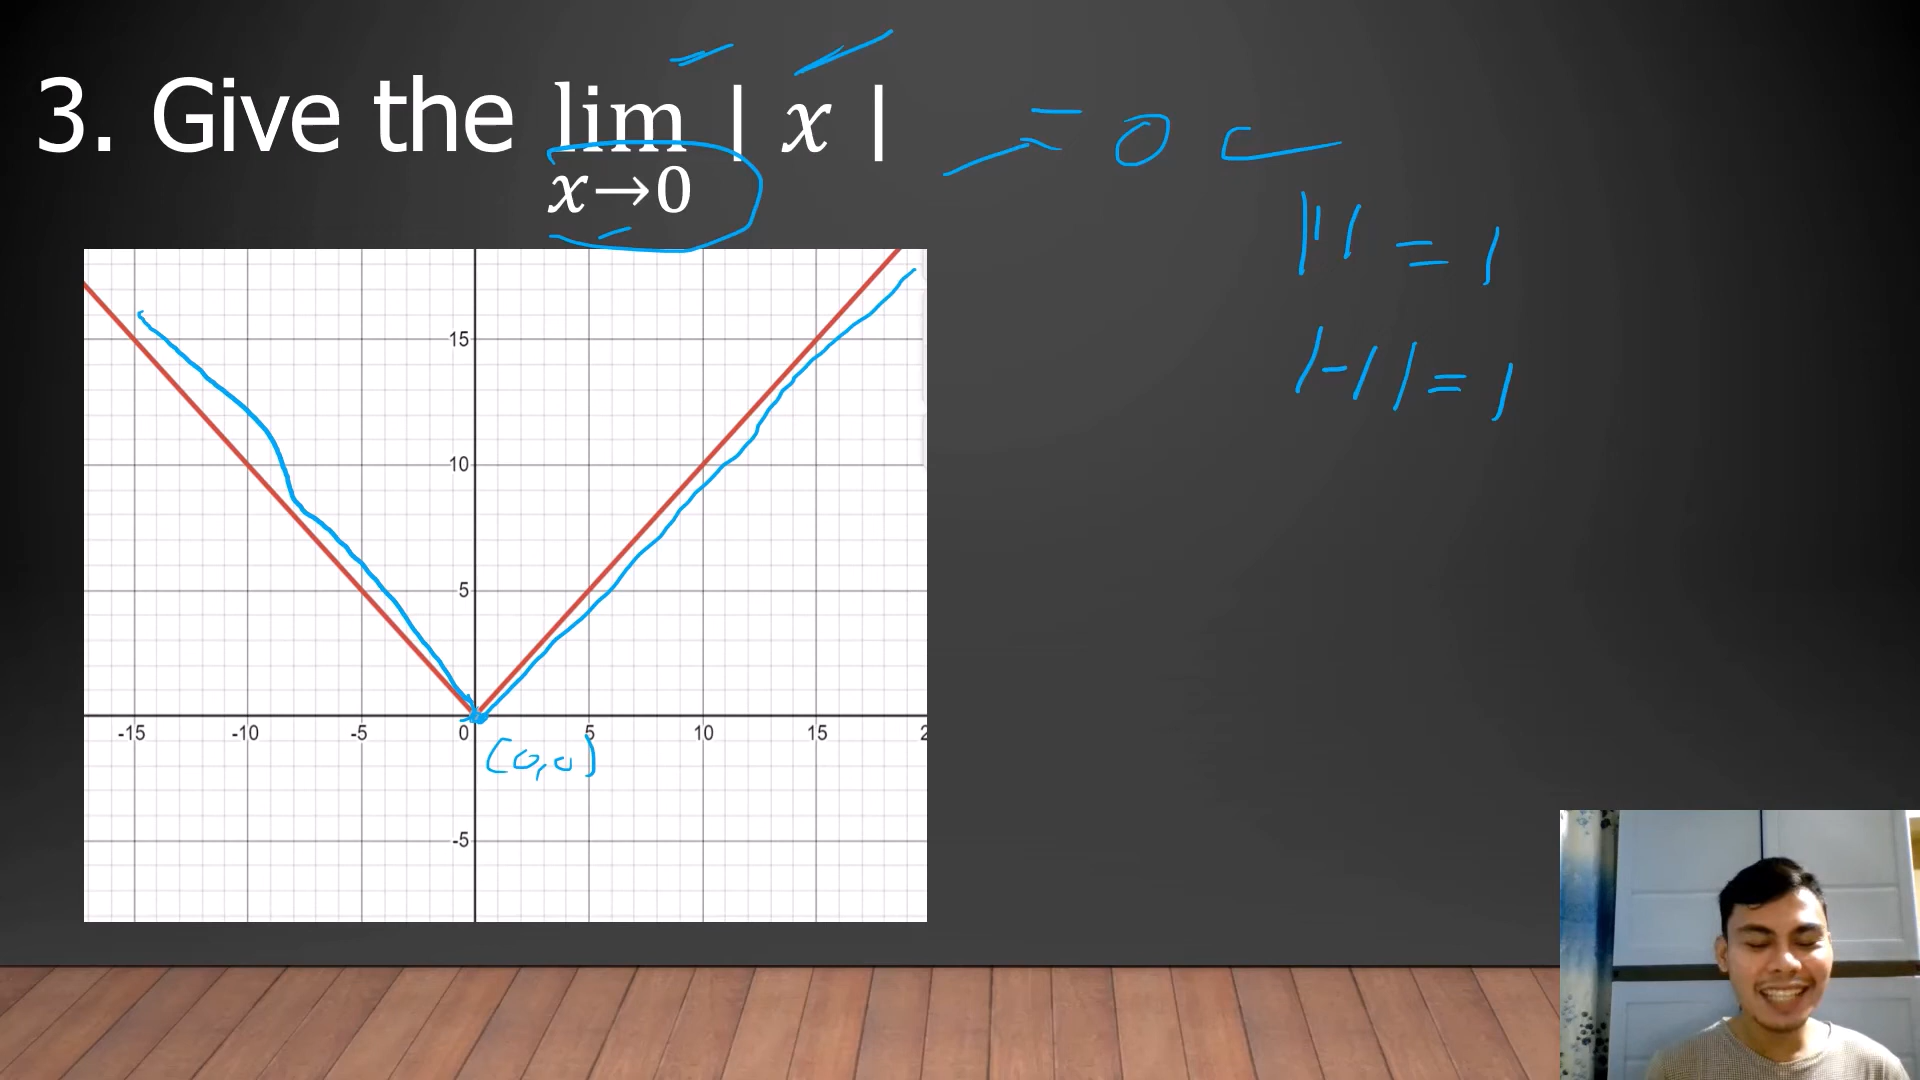 3. Give the lim | x | = 0
x→0
|1| = 1
|-1| = 1
15
10
5
-15 -10 -5 0 5 10 15 2
(0,0)
-5